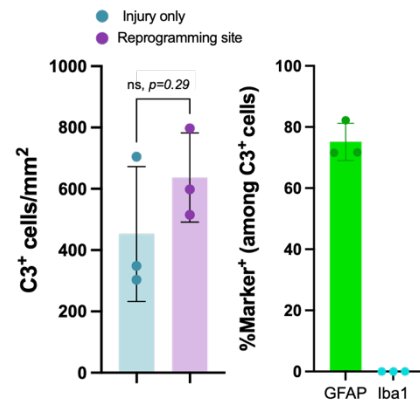 Injury only
Reprogramming site
C3⁺ cells/mm²
1000
800
600
400
200
0
ns, p=0.29
%Marker⁺ (among C3⁺ cells)
100
80
60
40
20
0
GFAP Iba1